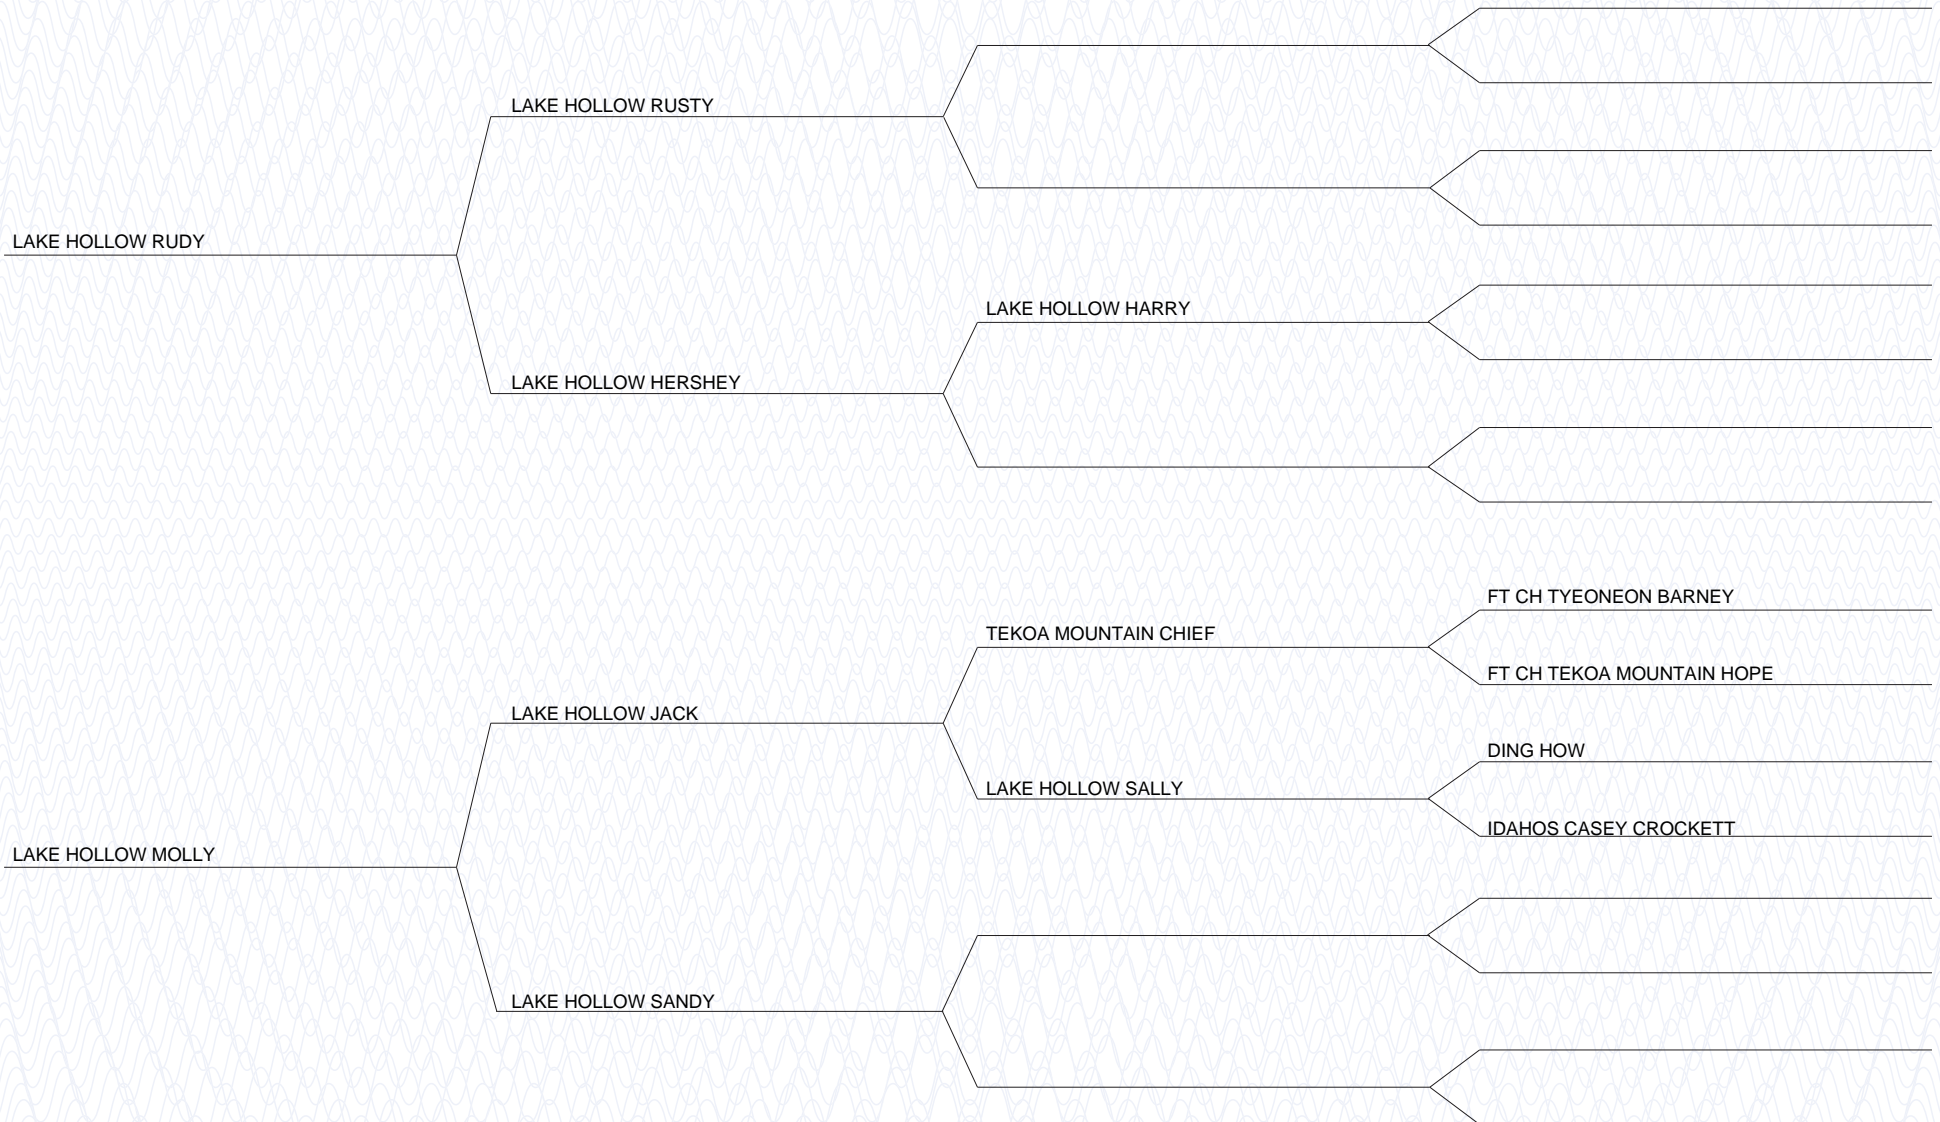 LAKE HOLLOW RUSTY
LAKE HOLLOW RUDY
LAKE HOLLOW HARRY
LAKE HOLLOW HERSHEY
FT CH TYEONEON BARNEY
TEKOA MOUNTAIN CHIEF
FT CH TEKOA MOUNTAIN HOPE
LAKE HOLLOW JACK
DING HOW
LAKE HOLLOW SALLY
IDAHOS CASEY CROCKETT
LAKE HOLLOW MOLLY
LAKE HOLLOW SANDY